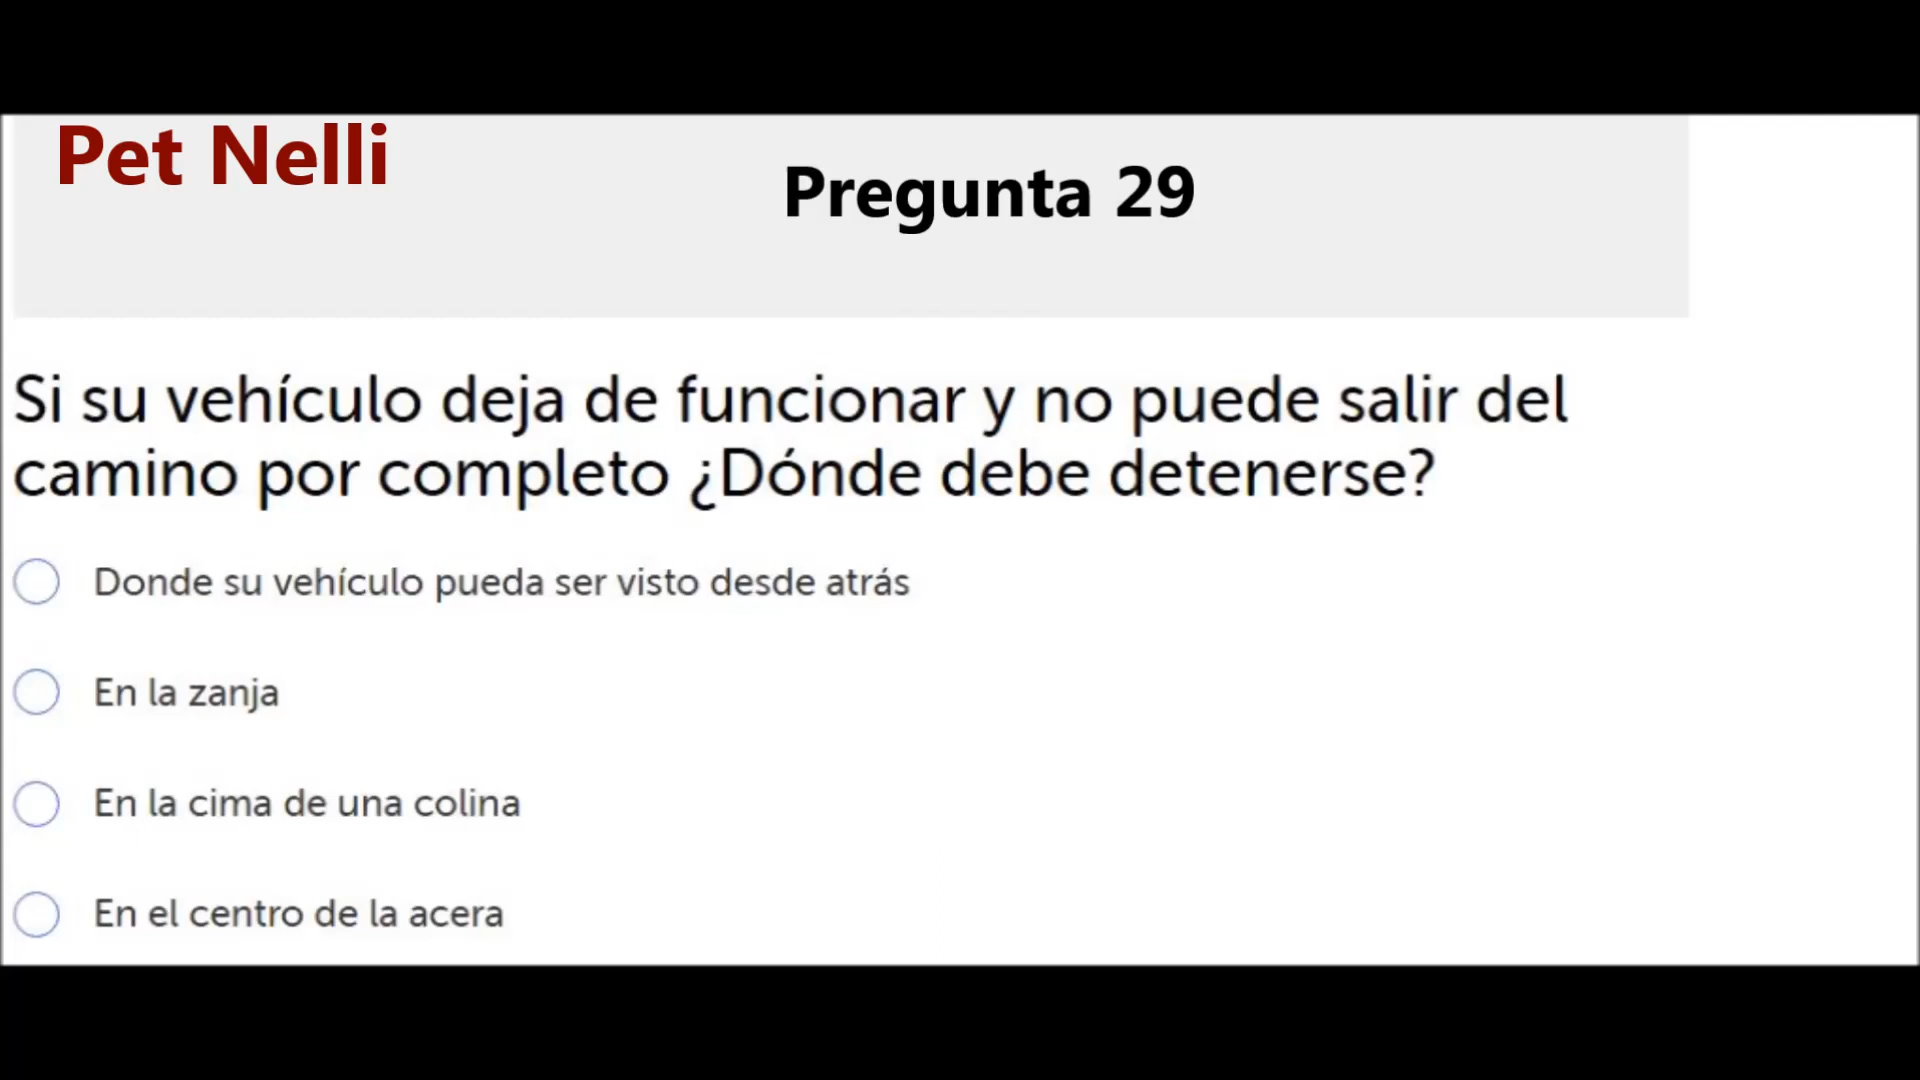 Pet Nelli
Pregunta 29
Si su vehículo deja de funcionar y no puede salir del
camino por completo ¿Dónde debe detenerse?
Donde su vehículo pueda ser visto desde atrás
En la zanja
En la cima de una colina
En el centro de la acera